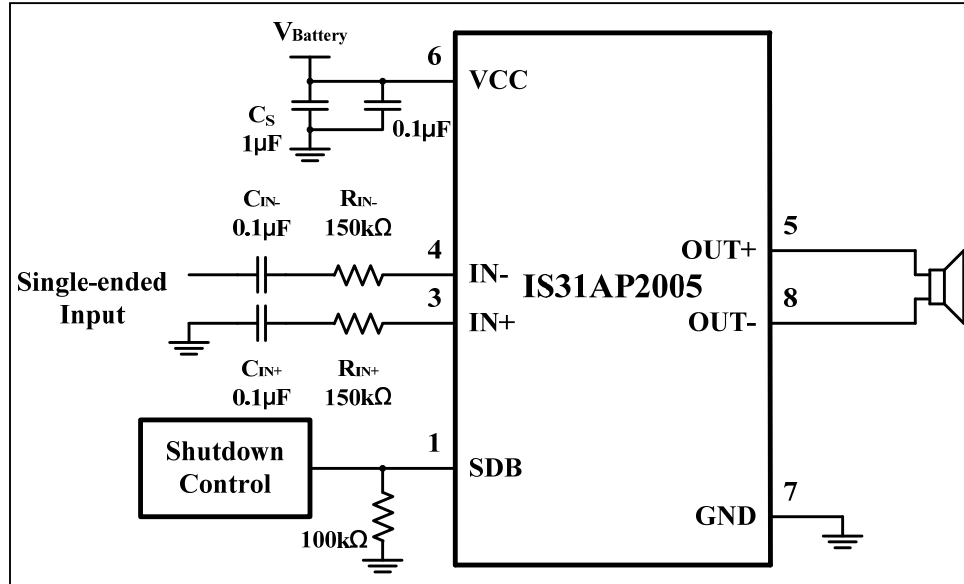 VBattery
6
VCC
CS
1μF
0.1μF
CIN-
0.1μF
RIN-
150kΩ
Single-ended
Input
4
IN-
3
IN+
CIN+
0.1μF
RIN+
150kΩ
IS31AP2005
5
OUT+
8
OUT-
Shutdown
Control
1
SDB
100kΩ
7
GND